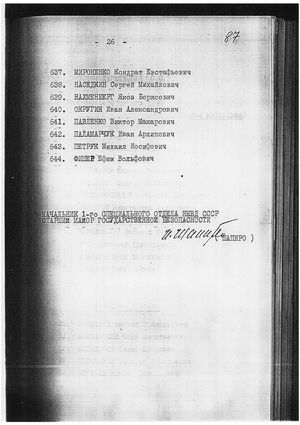 - 26 -
87
637. МИРОНЕНКО Кондрат Евстафьевич
638. НАСЕДКИН Сергей Михайлович
639. НАХМЕНБЕРГ Яков Борисович
640. ОКРУГИН Иван Александрович
641. ПАВЛЕНКО Виктор Макарович
642. ПАЛАМАРЧУК Иван Архипович
643. ПЕТРУК Михаил Иосифович
644. ФИШЕР Ефим Вольфович
НАЧАЛЬНИК 1-го СПЕЦИАЛЬНОГО ОТДЕЛА НКВД СССР
СТАРШИЙ МАЙОР ГОСУДАРСТВЕННОЙ БЕЗОПАСНОСТИ
( ШАПИРО )